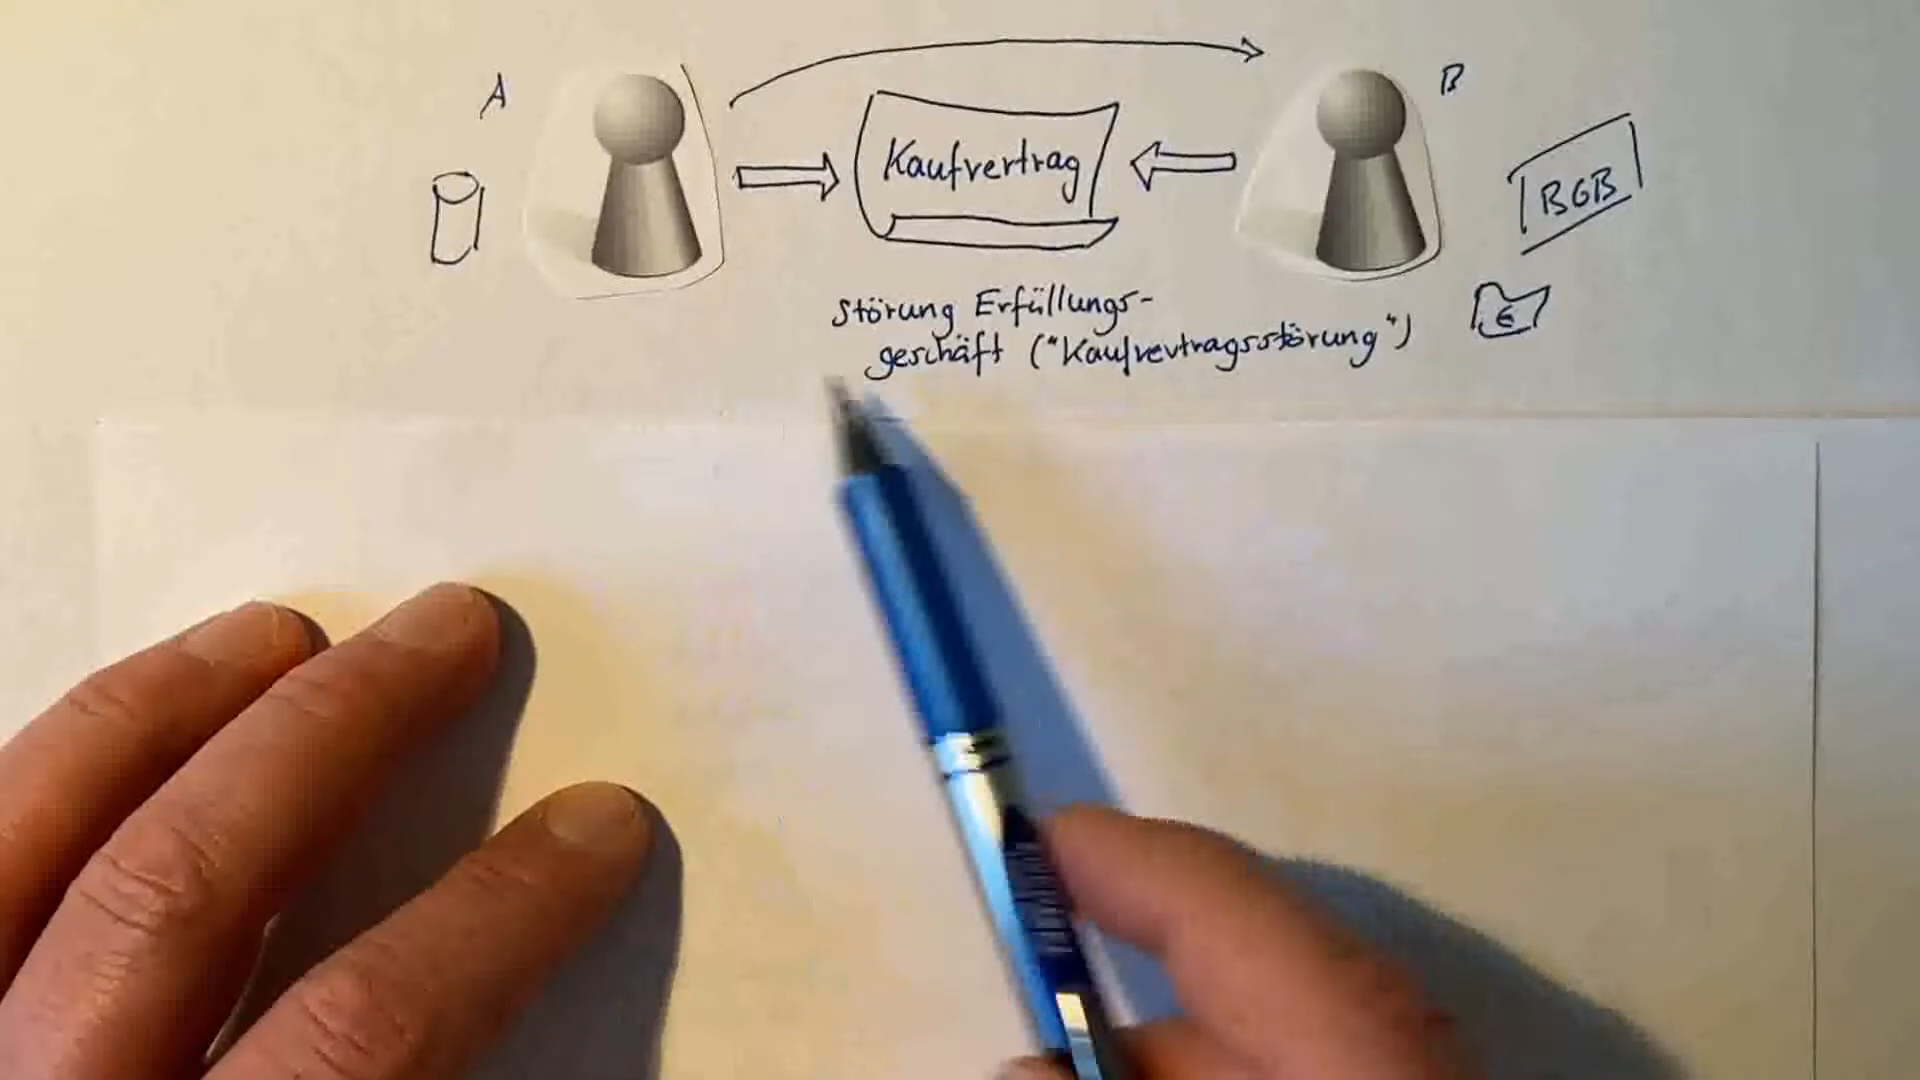 A
B
Kaufvertrag
BGB
€
Störung Erfüllungs-
geschäft ("Kaufvertragsstörung")